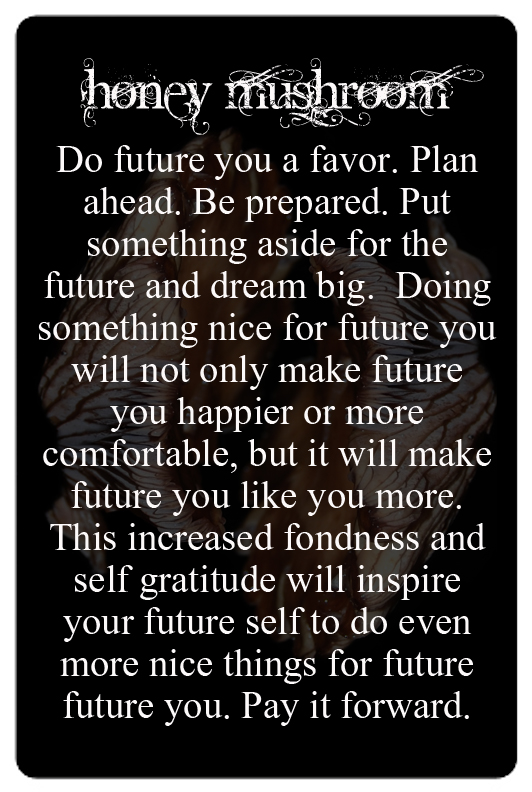 honey mushroom
Do future you a favor. Plan
ahead. Be prepared. Put
something aside for the
future and dream big.  Doing
something nice for future you
will not only make future
you happier or more
comfortable, but it will make
future you like you more.
This increased fondness and
self gratitude will inspire
your future self to do even
more nice things for future
future you. Pay it forward.